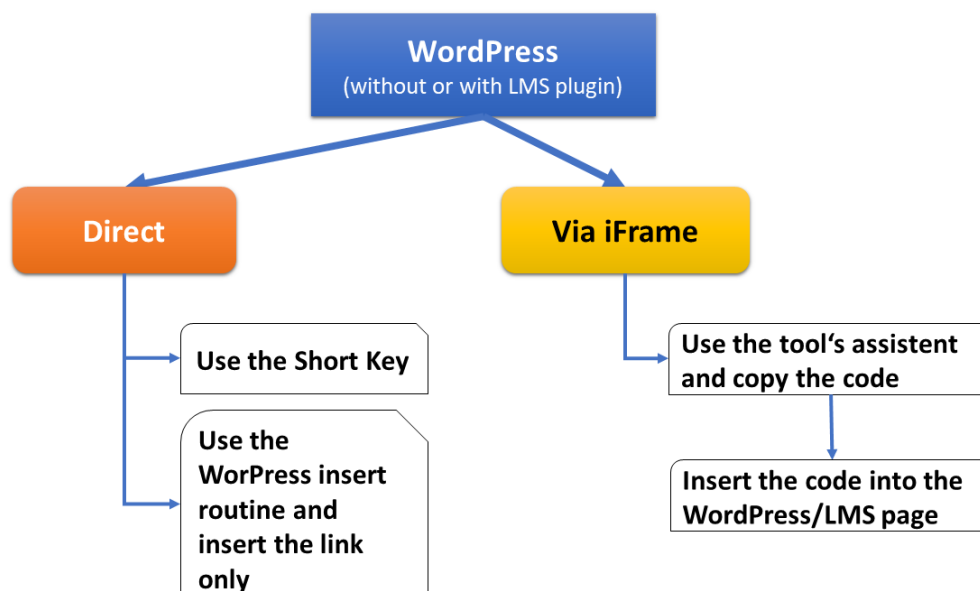 WordPress
(without or with LMS plugin)
Direct
Via iFrame
Use the Short Key
Use the
WorPress insert
routine and
insert the link
only
Use the tool‘s assistent
and copy the code
Insert the code into the
WordPress/LMS page